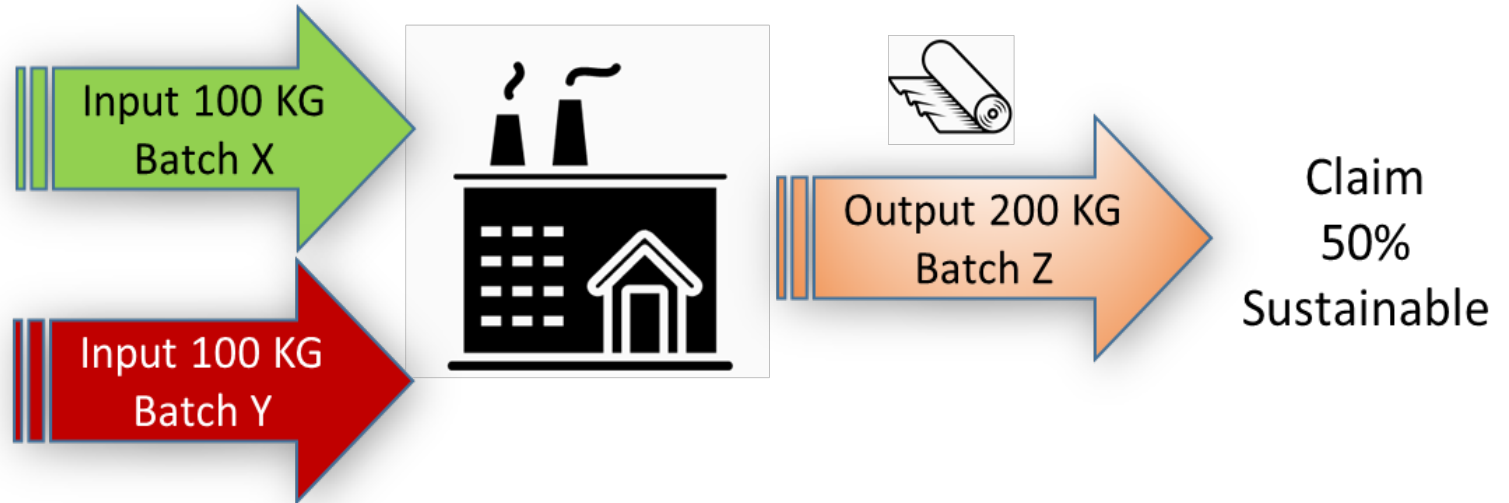 Input 100 KG
Batch X
Input 100 KG
Batch Y
Output 200 KG
Batch Z
Claim
50%
Sustainable